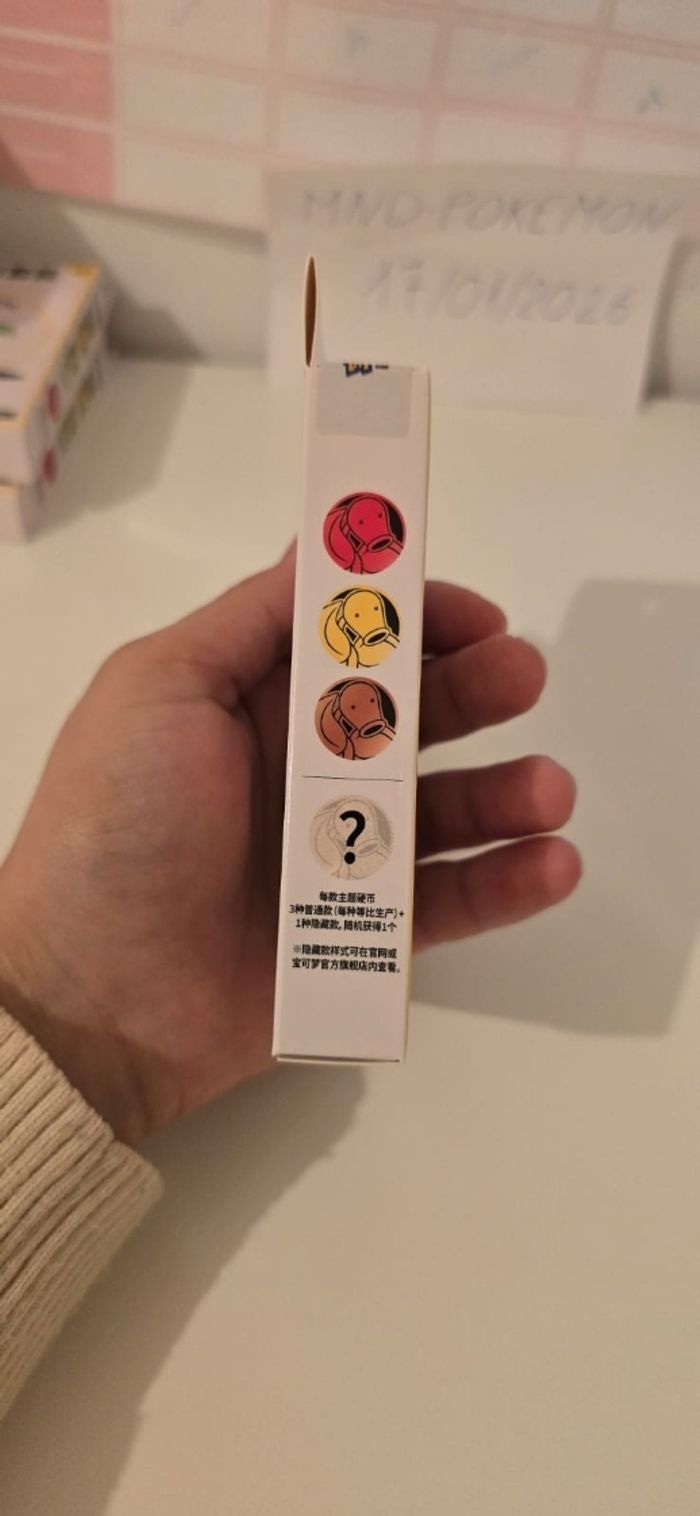 MND-POKEMON
17/01/2026
?
每款主题硬币
3种普通款(每种等比生产)+
1种隐藏款,随机获得1个
※隐藏款样式可在官网或
宝可梦官方旗舰店内查看。